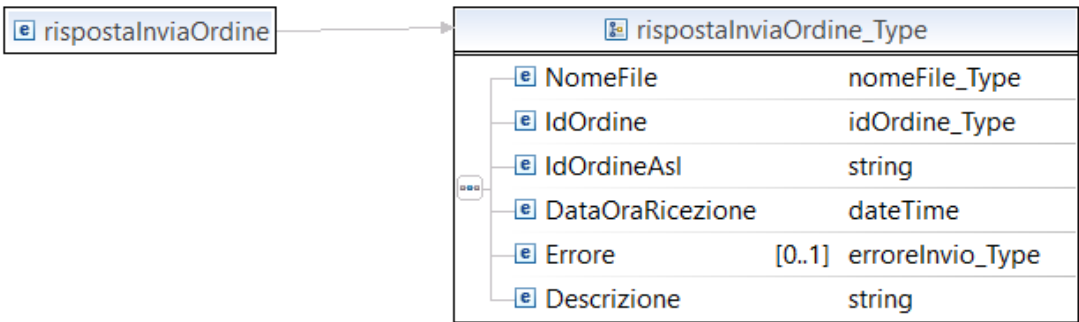 e rispostaInviaOrdine
rispostaInviaOrdine_Type
e NomeFile nomeFile_Type
e IdOrdine idOrdine_Type
e IdOrdineAsl string
e DataOraRicezione dateTime
e Errore [0..1] erroreInvio_Type
e Descrizione string